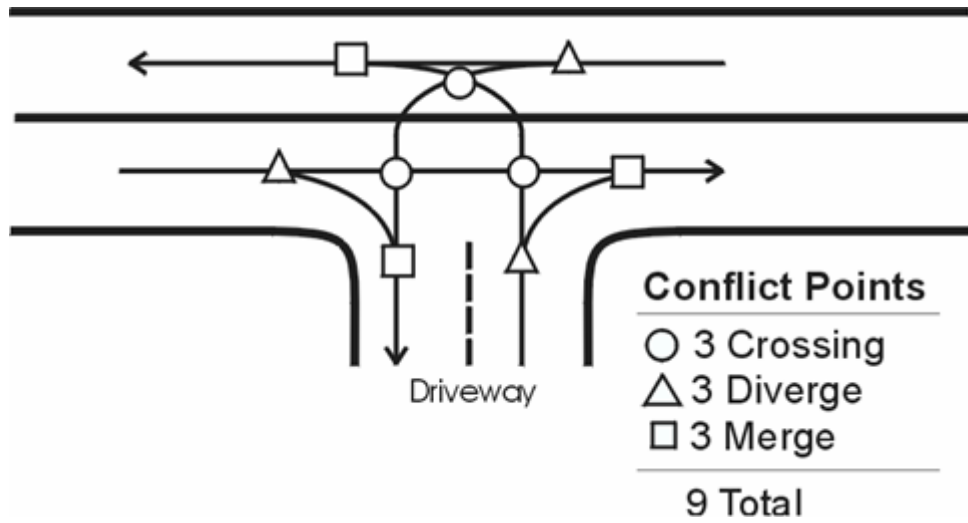 Driveway
Conflict Points
3 Crossing
3 Diverge
3 Merge
9 Total